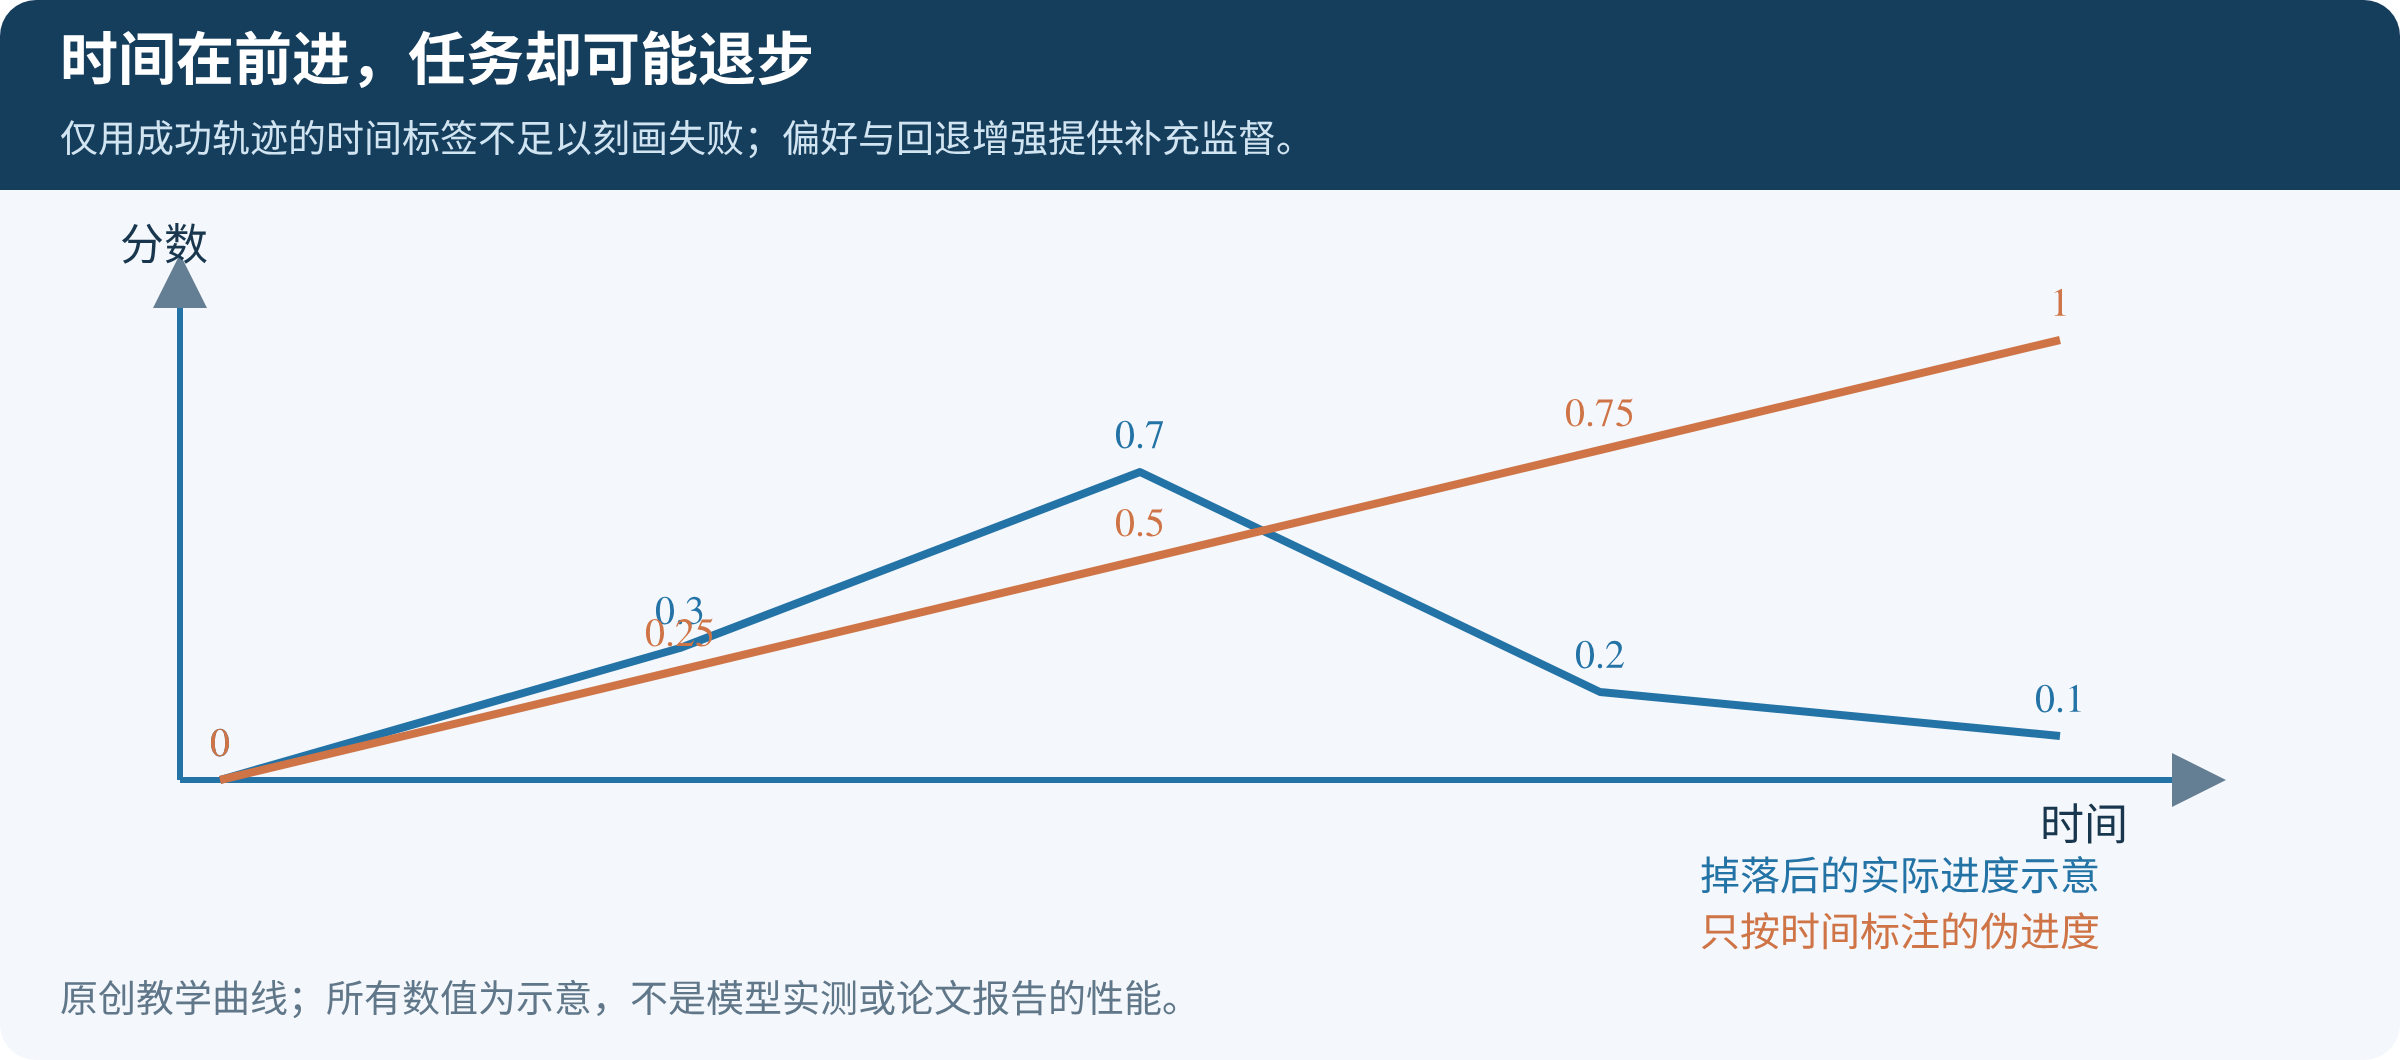 时间在前进，任务却可能退步
仅用成功轨迹的时间标签不足以刻画失败；偏好与回退增强提供补充监督。
分数
1
0.75
0.7
0.5
0.3
0.25
0.2
0.1
0
时间
掉落后的实际进度示意
只按时间标注的伪进度
原创教学曲线；所有数值为示意，不是模型实测或论文报告的性能。